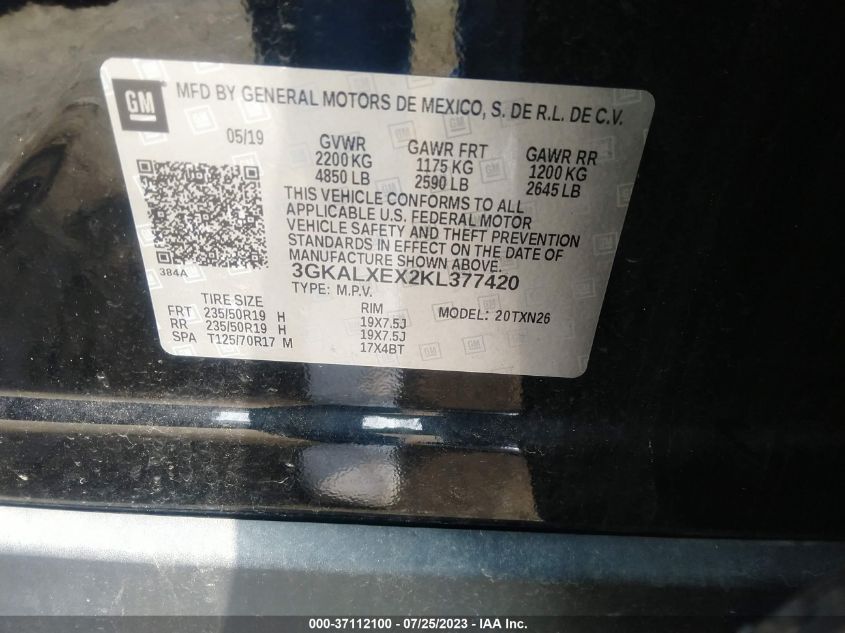 GM
MFD BY GENERAL MOTORS DE MEXICO, S. DE R.L. DE C.V.
05/19 GVWR GAWR FRT GAWR RR
2200 KG 1175 KG 1200 KG
4850 LB 2590 LB 2645 LB
THIS VEHICLE CONFORMS TO ALL
APPLICABLE U.S. FEDERAL MOTOR
VEHICLE SAFETY AND THEFT PREVENTION
STANDARDS IN EFFECT ON THE DATE OF
MANUFACTURE SHOWN ABOVE.
384A
3GKALXEX2KL377420
TYPE: M.P.V.
TIRE SIZE RIM MODEL: 20TXN26
FRT 235/50R19 H 19X7.5J
RR 235/50R19 H 19X7.5J
SPA T125/70R17 M 17X4BT
000-37112100 - 07/25/2023 - IAA Inc.